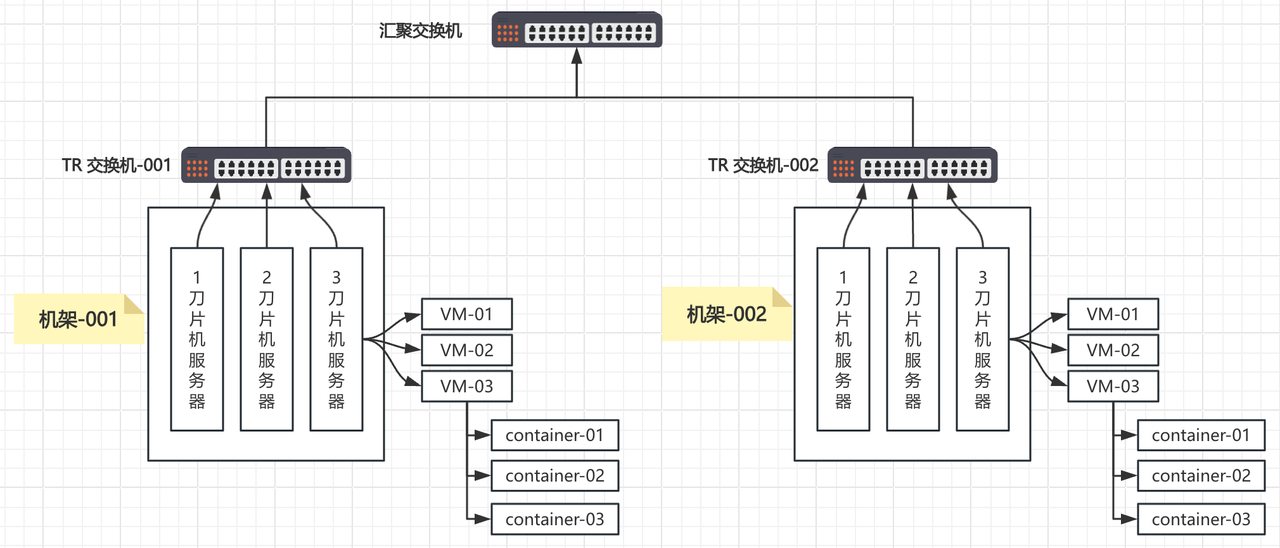 汇聚交换机
TR 交换机-001
TR 交换机-002
机架-001
1
刀
片
机
服
务
器
2
刀
片
机
服
务
器
3
刀
片
机
服
务
器
VM-01
VM-02
VM-03
container-01
container-02
container-03
机架-002
1
刀
片
机
服
务
器
2
刀
片
机
服
务
器
3
刀
片
机
服
务
器
VM-01
VM-02
VM-03
container-01
container-02
container-03